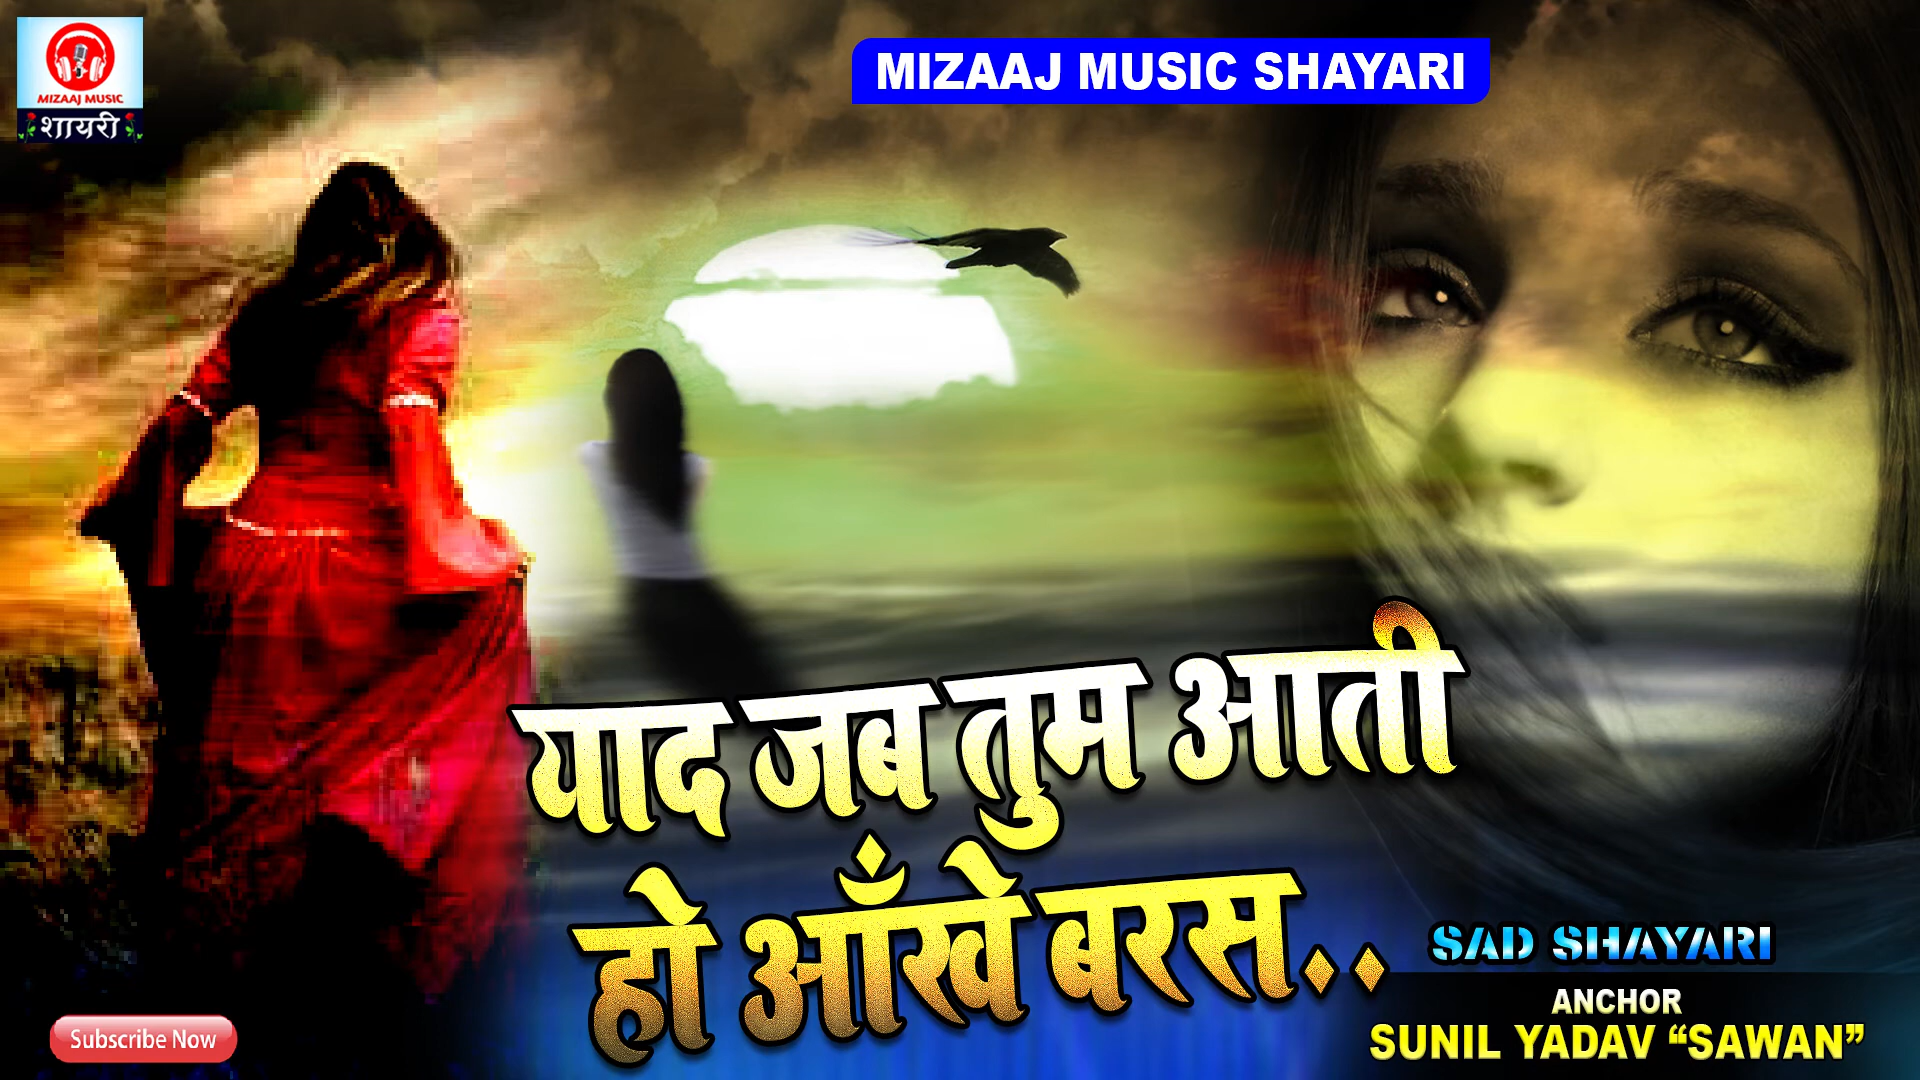 MIZAAJ MUSIC
शायरी
MIZAAJ MUSIC SHAYARI
याद जब तुम आती
हो आँखे बरस..
SAD SHAYARI
ANCHOR
SUNIL YADAV “SAWAN”
Subscribe Now